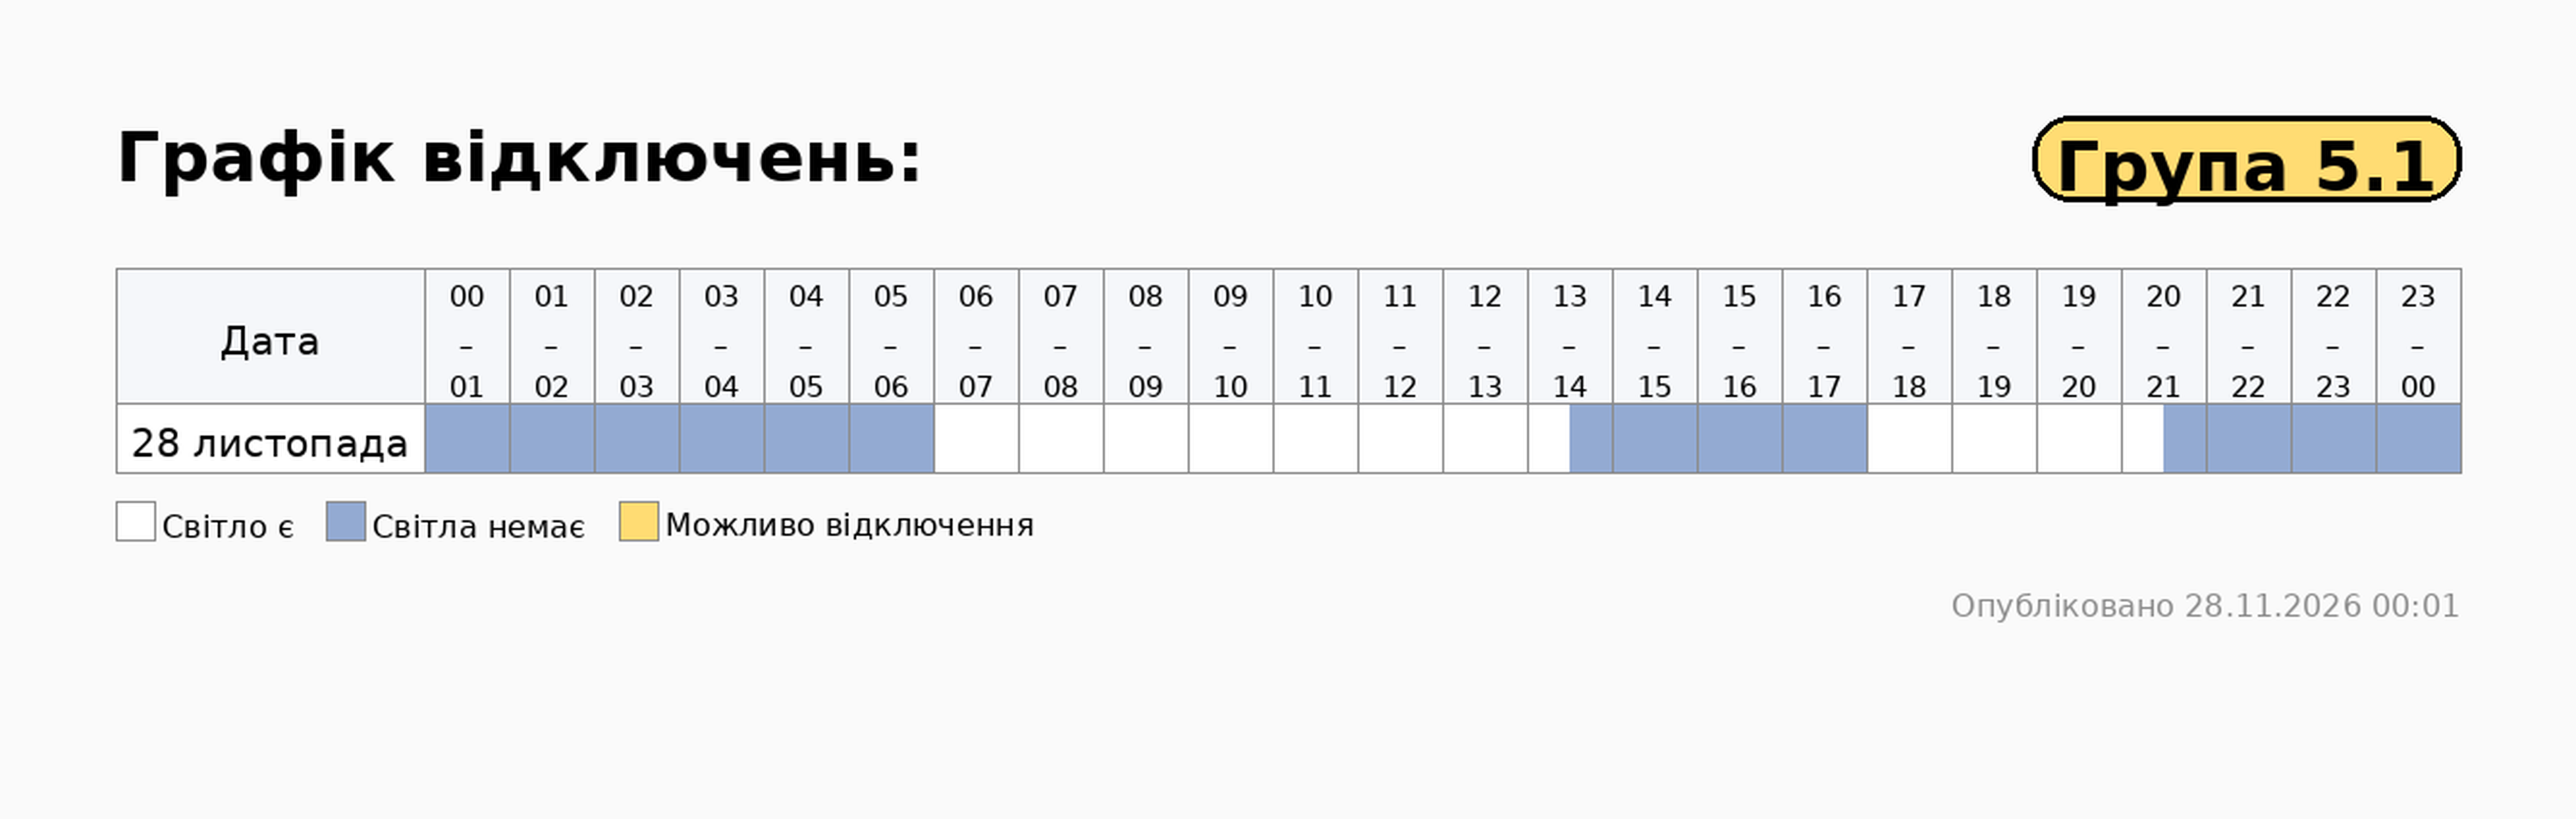 Графік відключень:
Група 5.1
Дата
00 – 01
01 – 02
02 – 03
03 – 04
04 – 05
05 – 06
06 – 07
07 – 08
08 – 09
09 – 10
10 – 11
11 – 12
12 – 13
13 – 14
14 – 15
15 – 16
16 – 17
17 – 18
18 – 19
19 – 20
20 – 21
21 – 22
22 – 23
23 – 00
28 листопада
Світло є
Світла немає
Можливо відключення
Опубліковано 28.11.2026 00:01